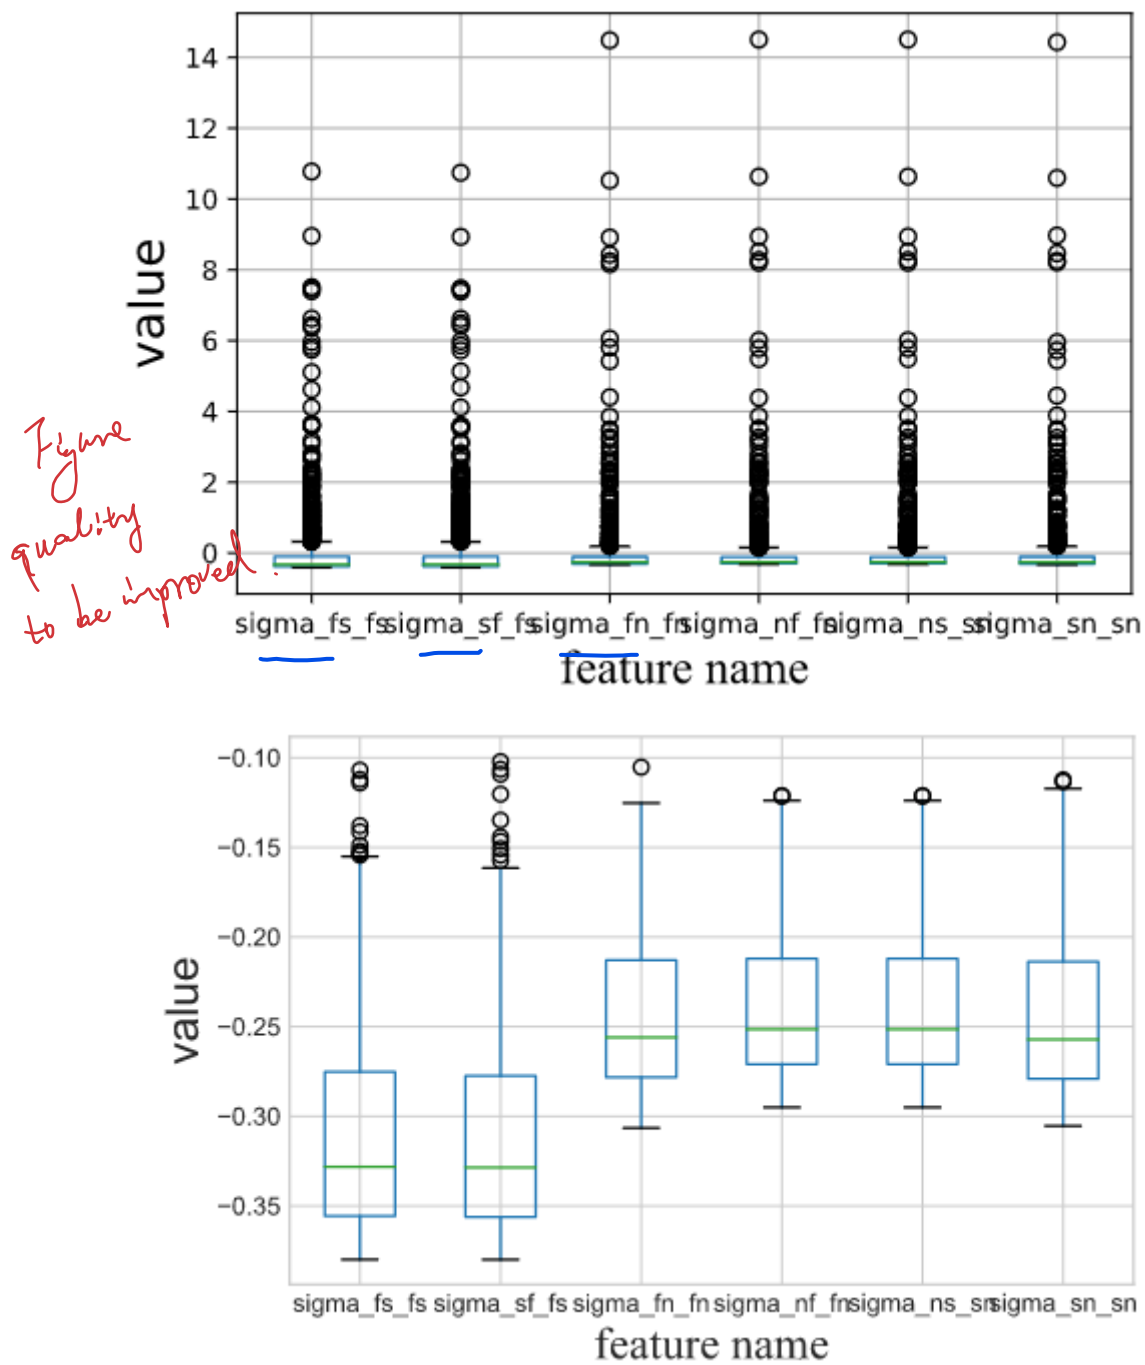 14
12
10
8
6
4
2
0
value
Figure
quality
to be improved.
sigma_fs_fs sigma_sf_fs sigma_fn_fn sigma_nf_fn sigma_ns_sn sigma_sn_sn
feature name
−0.10
−0.15
−0.20
−0.25
−0.30
−0.35
value
sigma_fs_fs sigma_sf_fs sigma_fn_fn sigma_nf_fn sigma_ns_sn sigma_sn_sn
feature name